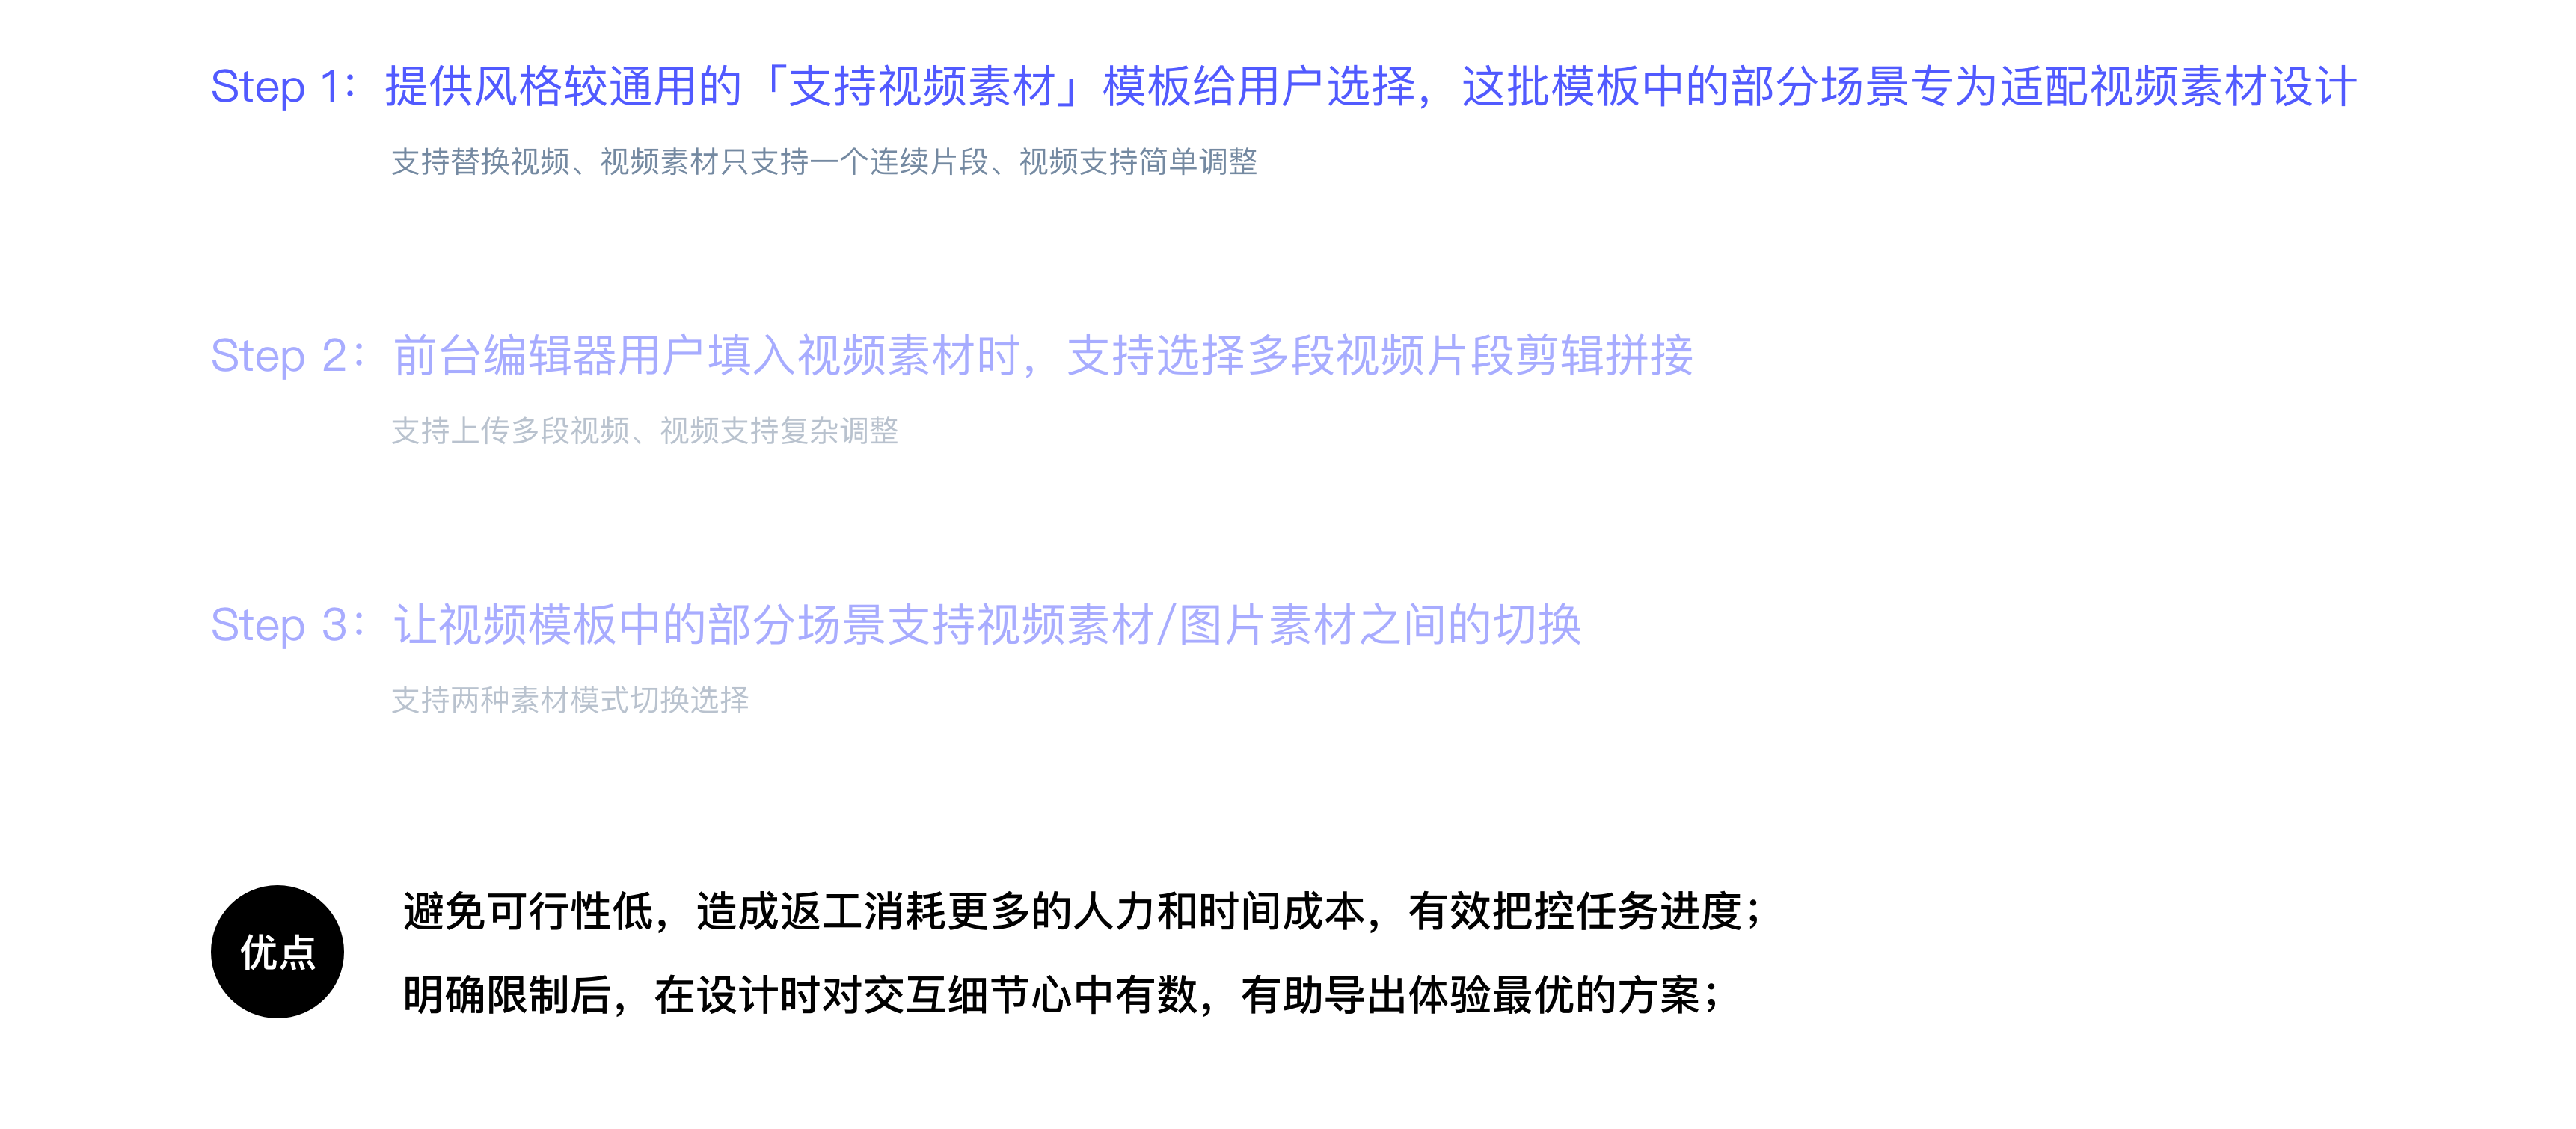 Step 1：提供风格较通用的「支持视频素材」模板给用户选择，这批模板中的部分场景专为适配视频素材设计
支持替换视频、视频素材只支持一个连续片段、视频支持简单调整
Step 2：前台编辑器用户填入视频素材时，支持选择多段视频片段剪辑拼接
支持上传多段视频、视频支持复杂调整
Step 3：让视频模板中的部分场景支持视频素材/图片素材之间的切换
支持两种素材模式切换选择
优点
避免可行性低，造成返工消耗更多的人力和时间成本，有效把控任务进度；
明确限制后，在设计时对交互细节心中有数，有助导出体验最优的方案；